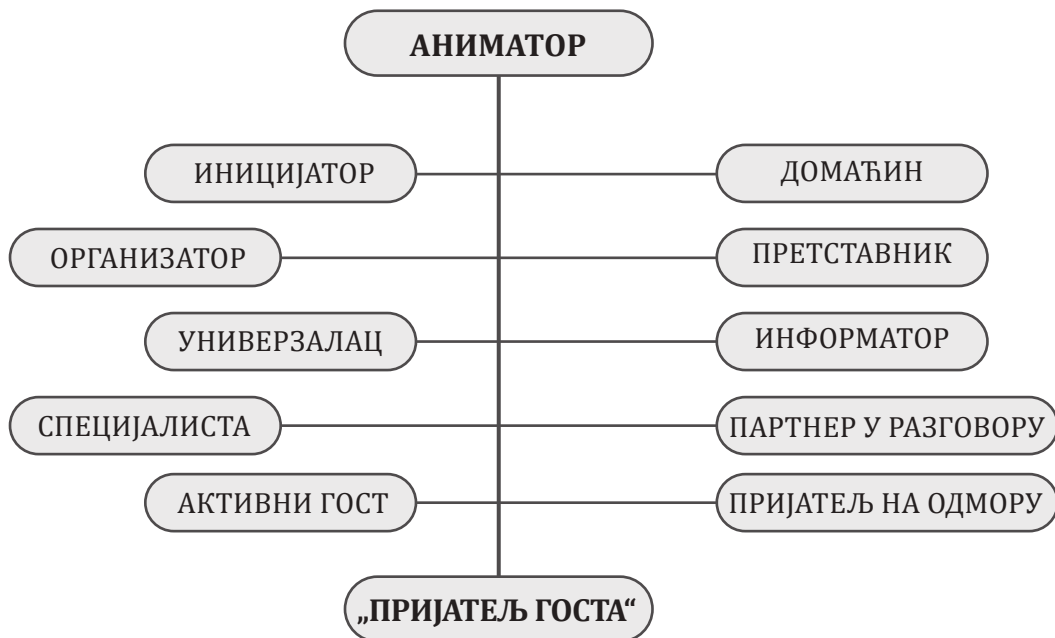 АНИМАТОР
ИНИЦИЈАТОР
ДОМАЋИН
ОРГАНИЗАТОР
ПРЕТСТАВНИК
УНИВЕРЗАЛАЦ
ИНФОРМАТОР
СПЕЦИЈАЛИСТА
ПАРТНЕР У РАЗГОВОРУ
АКТИВНИ ГОСТ
ПРИЈАТЕЉ НА ОДМОРУ
„ПРИЈАТЕЉ ГОСТА“